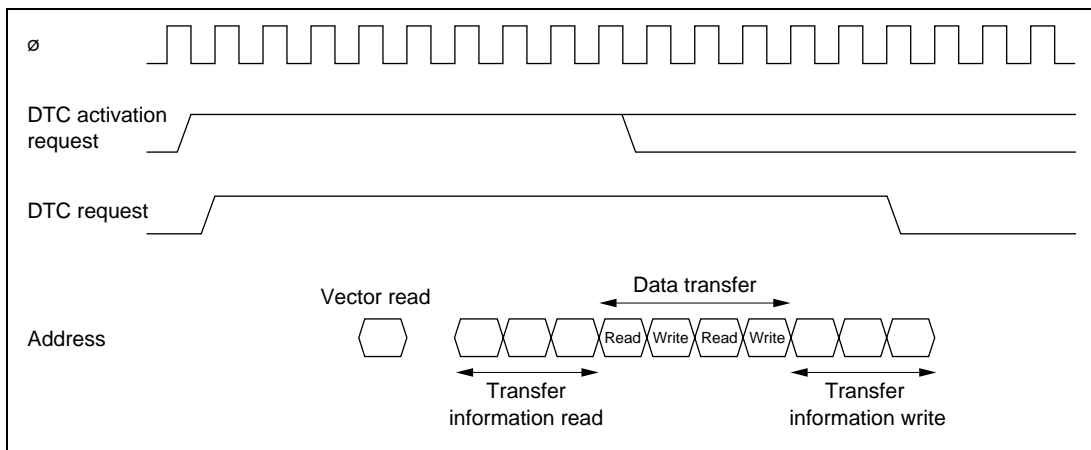 ø
DTC activation
request
DTC request
Data transfer
Vector read
Address
Read Write Read Write
Transfer
information read
Transfer
information write